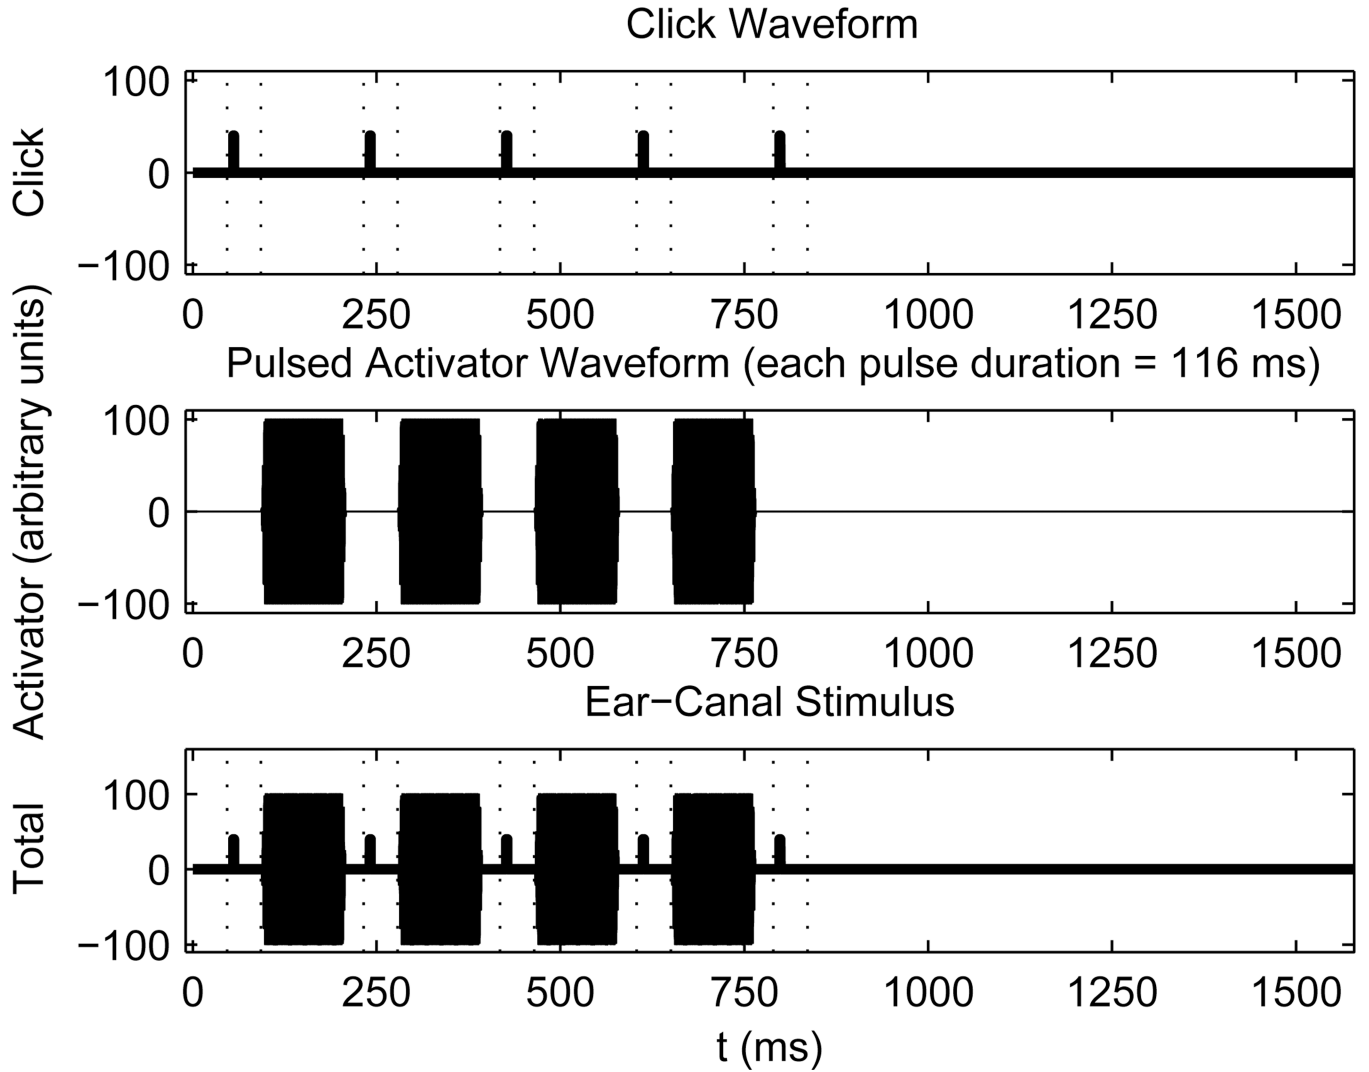 Click Waveform
Click
100
0
−100
0 250 500 750 1000 1250 1500
Pulsed Activator Waveform (each pulse duration = 116 ms)
Activator (arbitrary units)
100
0
−100
0 250 500 750 1000 1250 1500
Ear−Canal Stimulus
Total
100
0
−100
0 250 500 750 1000 1250 1500
t (ms)